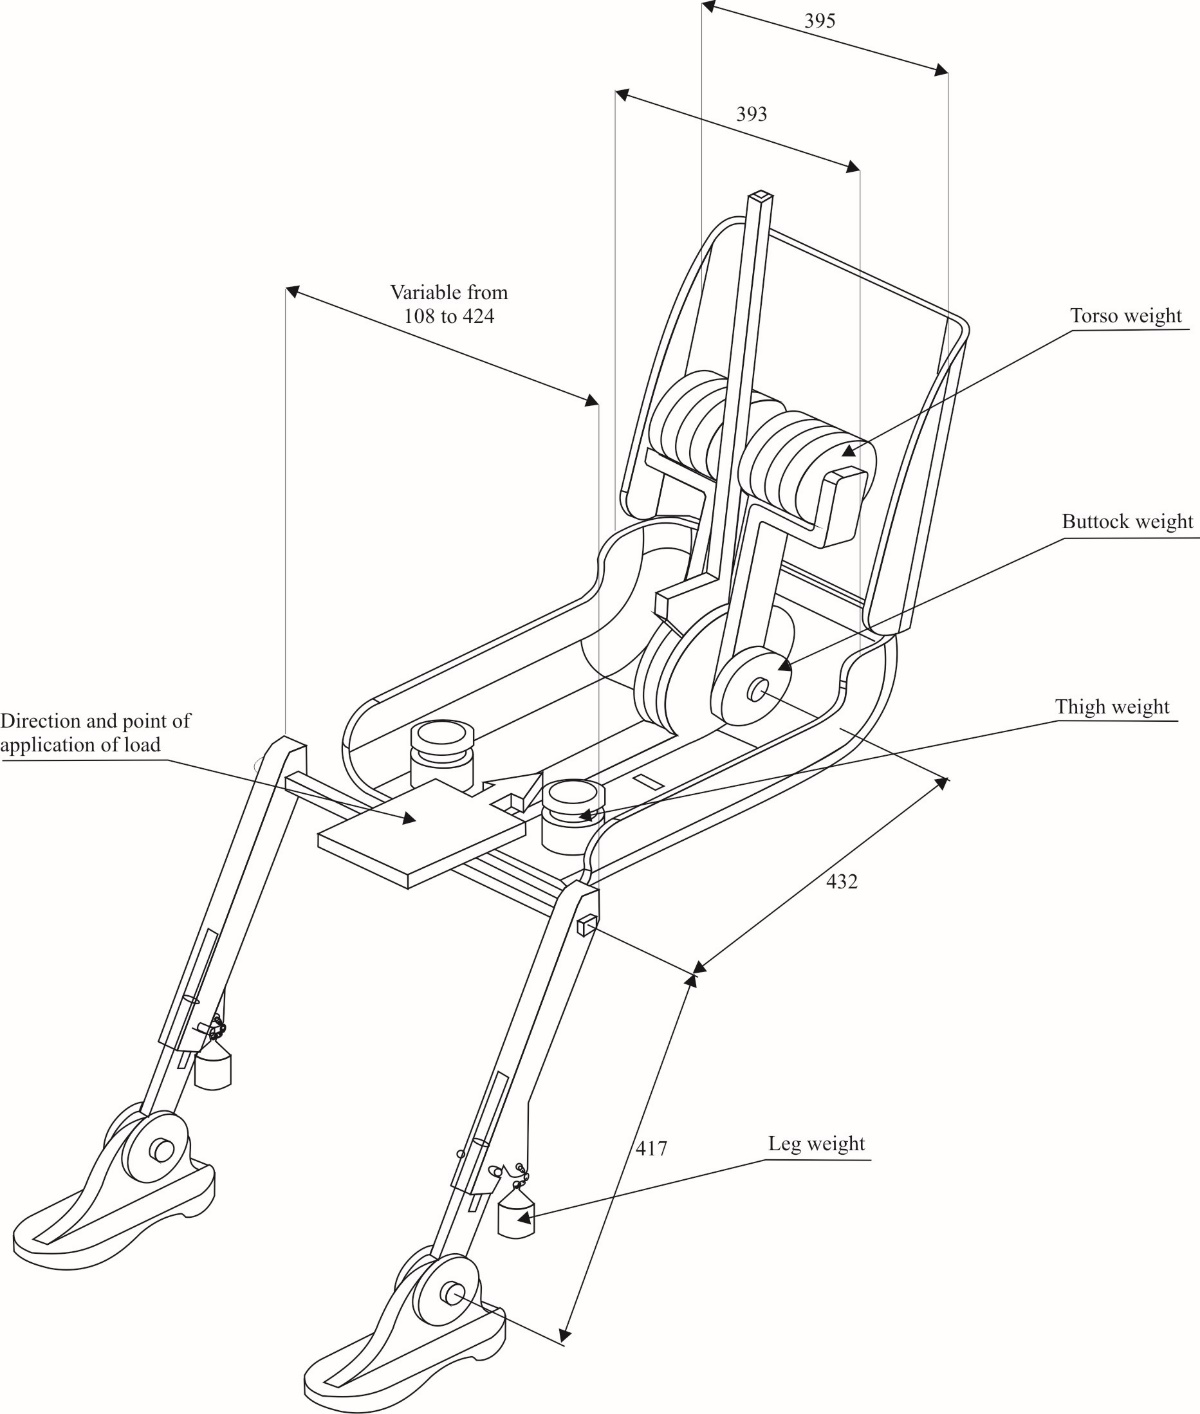 395
393
Variable from
108 to 424
Torso weight
Buttock weight
Thigh weight
Direction and point of
application of load
432
417
Leg weight